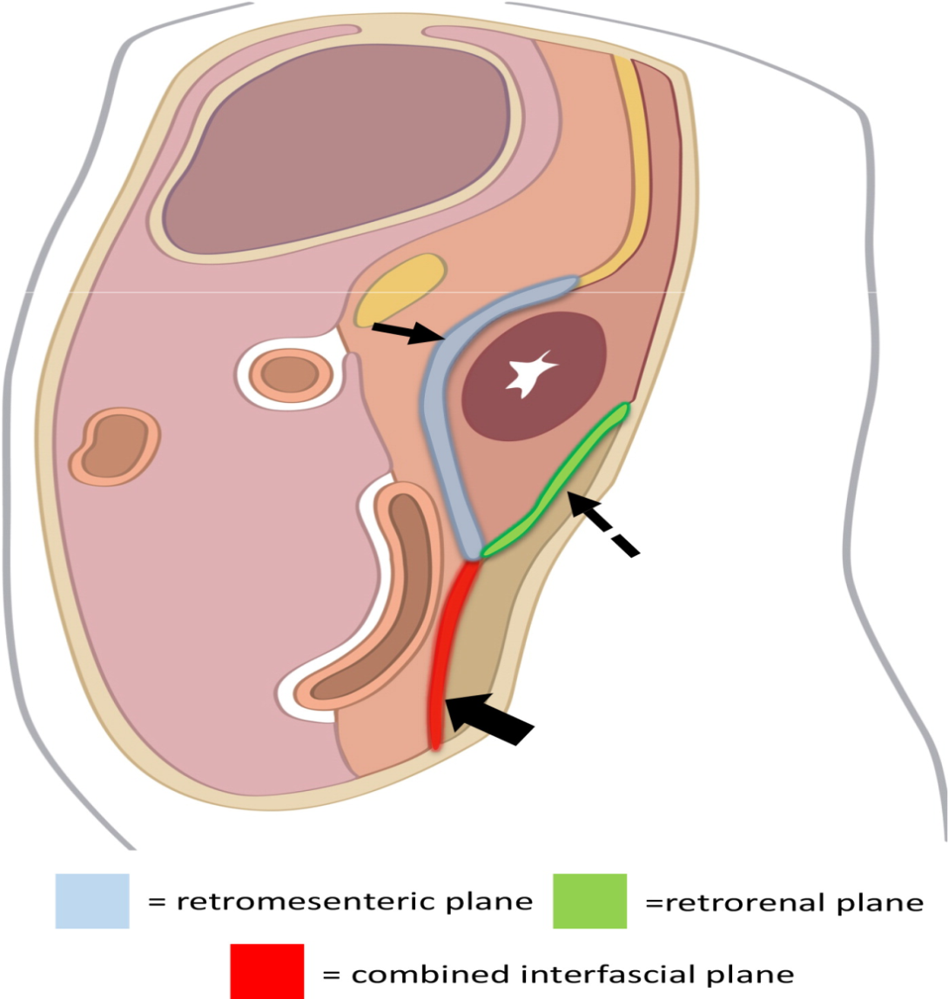 = retromesenteric plane
=retrorenal plane
= combined interfascial plane